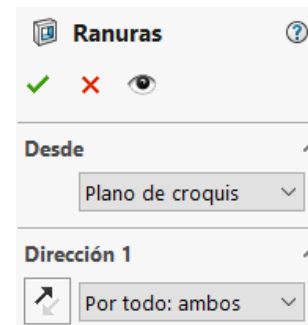 Ranuras
Desde
Plano de croquis
Dirección 1
Por todo: ambos